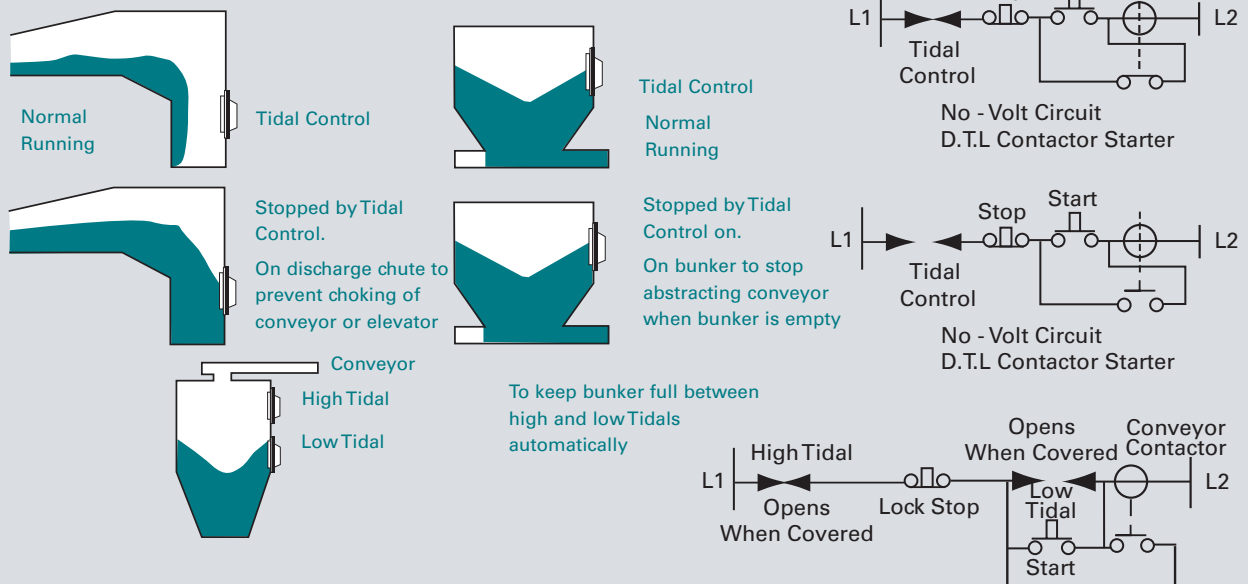 L1
L2
Tidal
Control
No - Volt Circuit
D.T.L Contactor Starter
Normal
Running
Tidal Control
Tidal Control
Normal
Running
Stopped by Tidal
Control.
On discharge chute to
prevent choking of
conveyor or elevator
Stopped by Tidal
Control on.
On bunker to stop
abstracting conveyor
when bunker is empty
L1
Stop
Start
L2
Tidal
Control
No - Volt Circuit
D.T.L Contactor Starter
Conveyor
High Tidal
Low Tidal
To keep bunker full between
high and low Tidals
automatically
L1
High Tidal
Opens
When Covered
Lock Stop
Opens
When Covered
Low
Tidal
Start
Conveyor
Contactor
L2